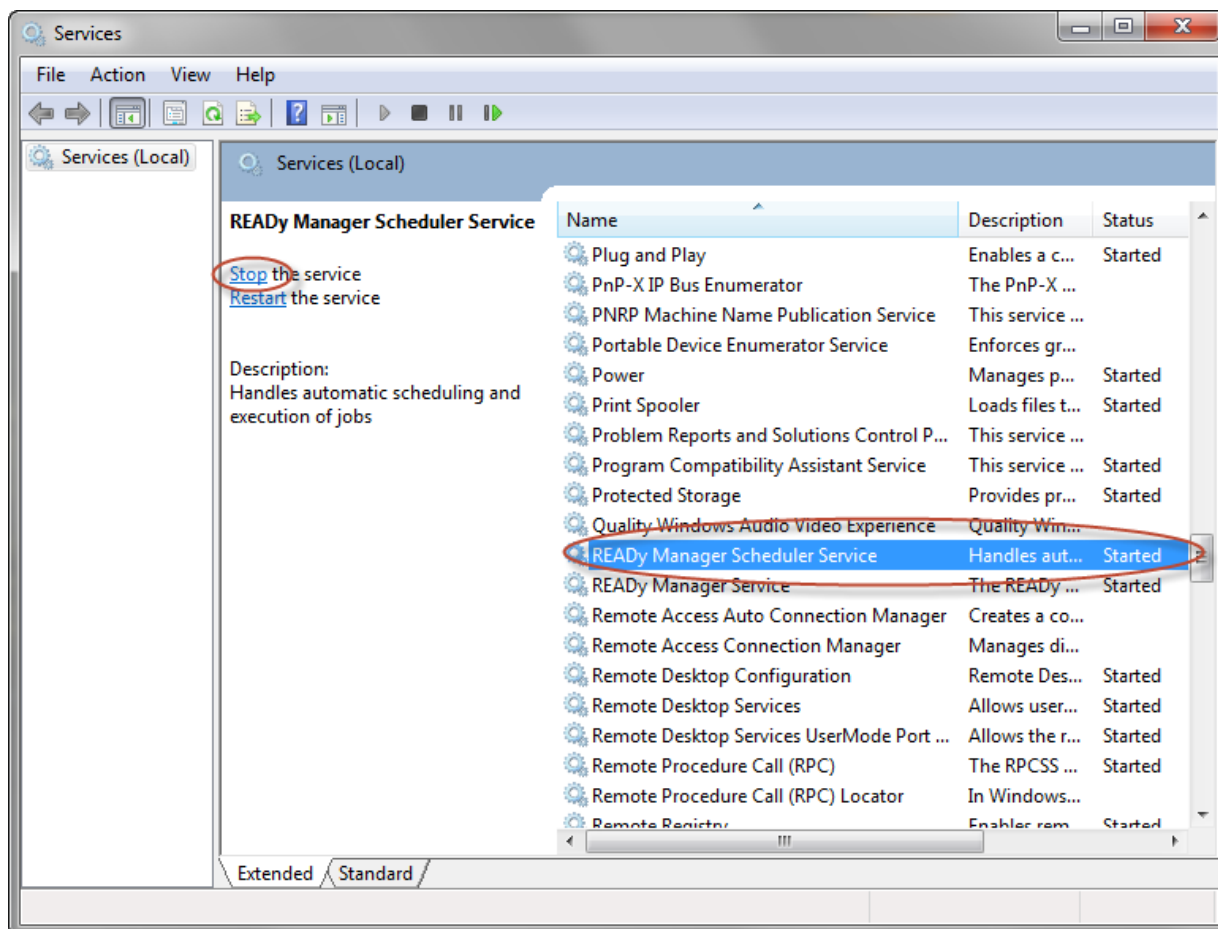 Services
File Action View Help
Services (Local)
Services (Local)
READy Manager Scheduler Service
Stop the service
Restart the service
Description:
Handles automatic scheduling and
execution of jobs
Name Description Status
Plug and Play Enables a c... Started
PnP-X IP Bus Enumerator The PnP-X ...
PNRP Machine Name Publication Service This service ...
Portable Device Enumerator Service Enforces gr...
Power Manages p... Started
Print Spooler Loads files t... Started
Problem Reports and Solutions Control P... This service ...
Program Compatibility Assistant Service This service ... Started
Protected Storage Provides pr... Started
Quality Windows Audio Video Experience Quality Win...
READy Manager Scheduler Service Handles aut... Started
READy Manager Service The READy ... Started
Remote Access Auto Connection Manager Creates a co...
Remote Access Connection Manager Manages di...
Remote Desktop Configuration Remote Des... Started
Remote Desktop Services Allows user... Started
Remote Desktop Services UserMode Port ... Allows the r... Started
Remote Procedure Call (RPC) The RPCSS ... Started
Remote Procedure Call (RPC) Locator In Windows...
Remote Registry Enables rem... Started
Extended Standard